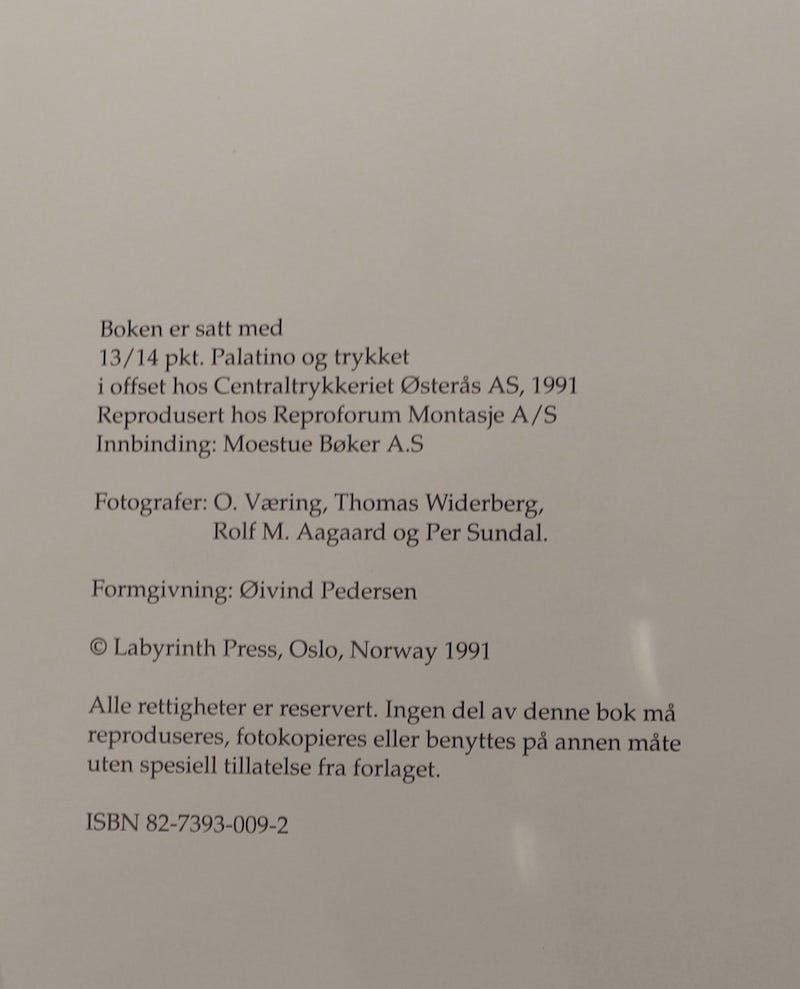 Boken er satt med
13/14 pkt. Palatino og trykket
i offset hos Centraltrykkeriet Østerås AS, 1991
Reprodusert hos Reproforum Montasje A/S
Innbinding: Moestue Bøker A.S
Fotografer: O. Væring, Thomas Widerberg,
Rolf M. Aagaard og Per Sundal.
Formgivning: Øivind Pedersen
© Labyrinth Press, Oslo, Norway 1991
Alle rettigheter er reservert. Ingen del av denne bok må
reproduseres, fotokopieres eller benyttes på annen måte
uten spesiell tillatelse fra forlaget.
ISBN 82-7393-009-2